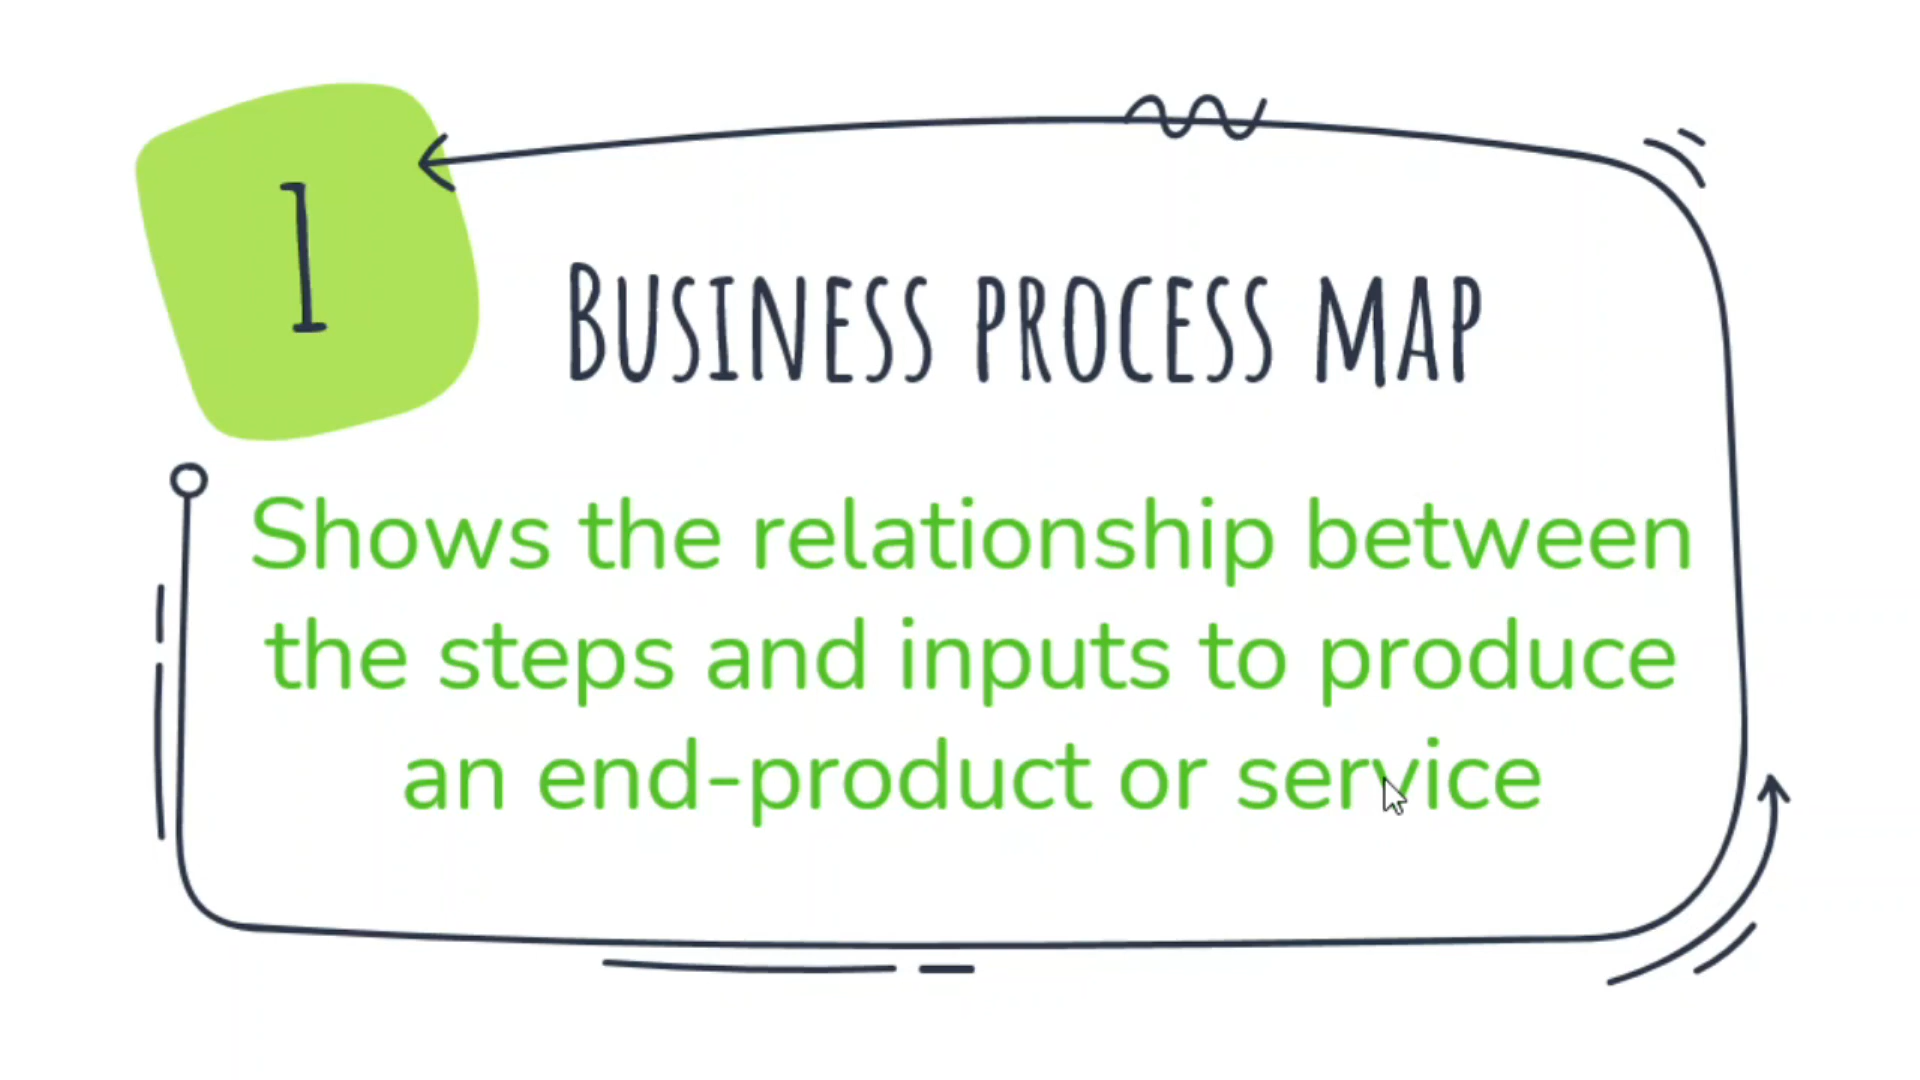 1
Business process map
Shows the relationship between
the steps and inputs to produce
an end-product or service